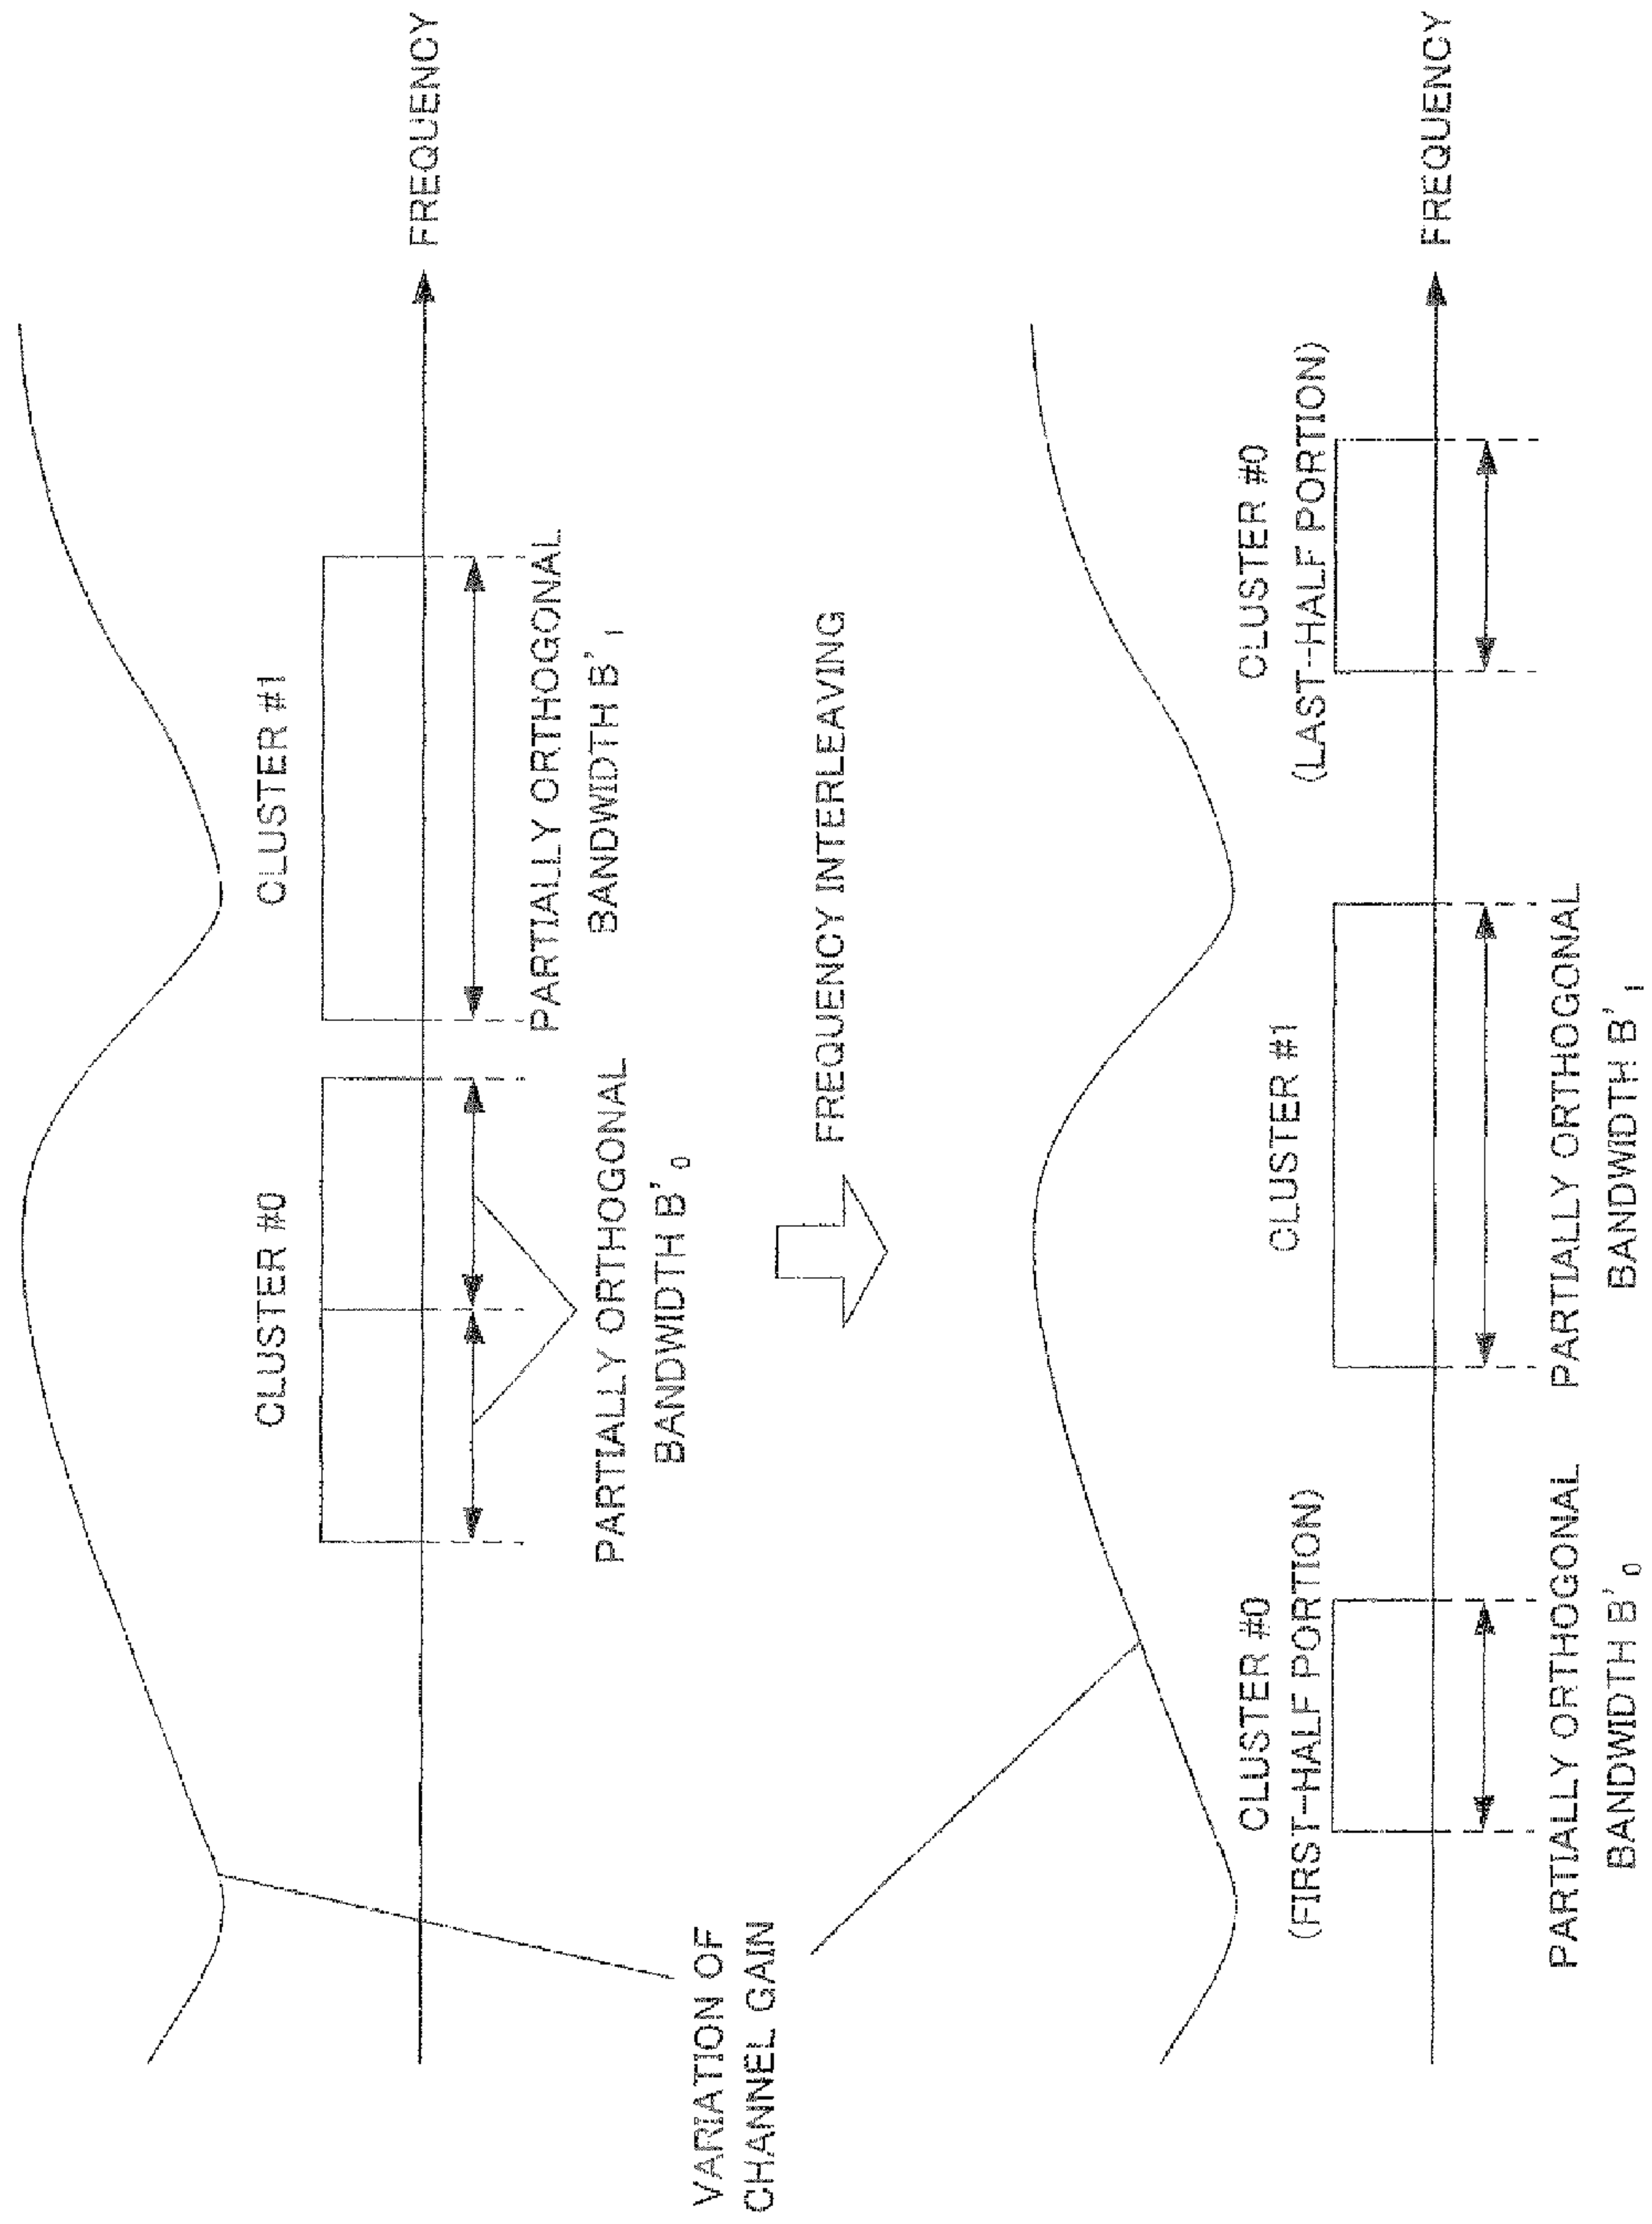 CLUSTER #0
CLUSTER #1
FREQUENCY
PARTIALLY ORTHOGONAL
BANDWIDTH B'0
PARTIALLY ORTHOGONAL
BANDWIDTH B'1
VARIATION OF
CHANNEL GAIN
FREQUENCY INTERLEAVING
CLUSTER #0
(FIRST-HALF PORTION)
CLUSTER #1
CLUSTER #0
(LAST-HALF PORTION)
FREQUENCY
PARTIALLY ORTHOGONAL
BANDWIDTH B'0
PARTIALLY ORTHOGONAL
BANDWIDTH B'1